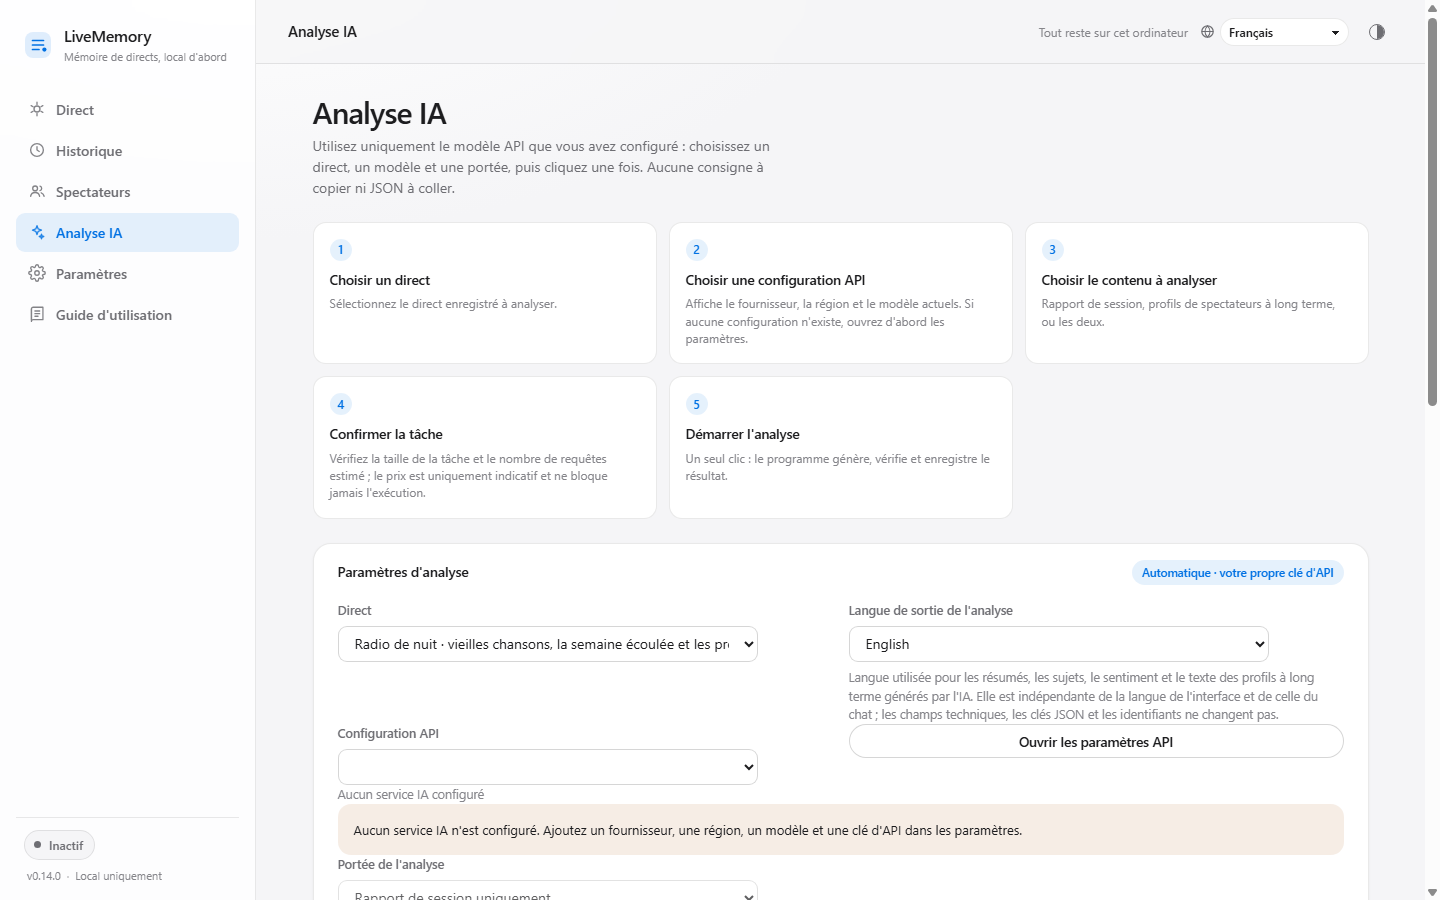 LiveMemory
Mémoire de directs, local d'abord
Direct
Historique
Spectateurs
Analyse IA
Paramètres
Guide d'utilisation
Inactif
v0.14.0 · Local uniquement
Analyse IA
Tout reste sur cet ordinateur
Français
Analyse IA
Utilisez uniquement le modèle API que vous avez configuré : choisissez un
direct, un modèle et une portée, puis cliquez une fois. Aucune consigne à
copier ni JSON à coller.
1
Choisir un direct
Sélectionnez le direct enregistré à analyser.
2
Choisir une configuration API
Affiche le fournisseur, la région et le modèle actuels. Si
aucune configuration n'existe, ouvrez d'abord les
paramètres.
3
Choisir le contenu à analyser
Rapport de session, profils de spectateurs à long terme,
ou les deux.
4
Confirmer la tâche
Vérifiez la taille de la tâche et le nombre de requêtes
estimé ; le prix est uniquement indicatif et ne bloque
jamais l'exécution.
5
Démarrer l'analyse
Un seul clic : le programme génère, vérifie et enregistre le
résultat.
Paramètres d'analyse
Automatique · votre propre clé d'API
Direct
Radio de nuit · vieilles chansons, la semaine écoulée et les pr
Langue de sortie de l'analyse
English
Langue utilisée pour les résumés, les sujets, le sentiment et le texte des profils à long
terme générés par l'IA. Elle est indépendante de la langue de l'interface et de celle du
chat ; les champs techniques, les clés JSON et les identifiants ne changent pas.
Configuration API
Ouvrir les paramètres API
Aucun service IA configuré
Aucun service IA n'est configuré. Ajoutez un fournisseur, une région, un modèle et une clé d'API dans les paramètres.
Portée de l'analyse
Rapport de session uniquement